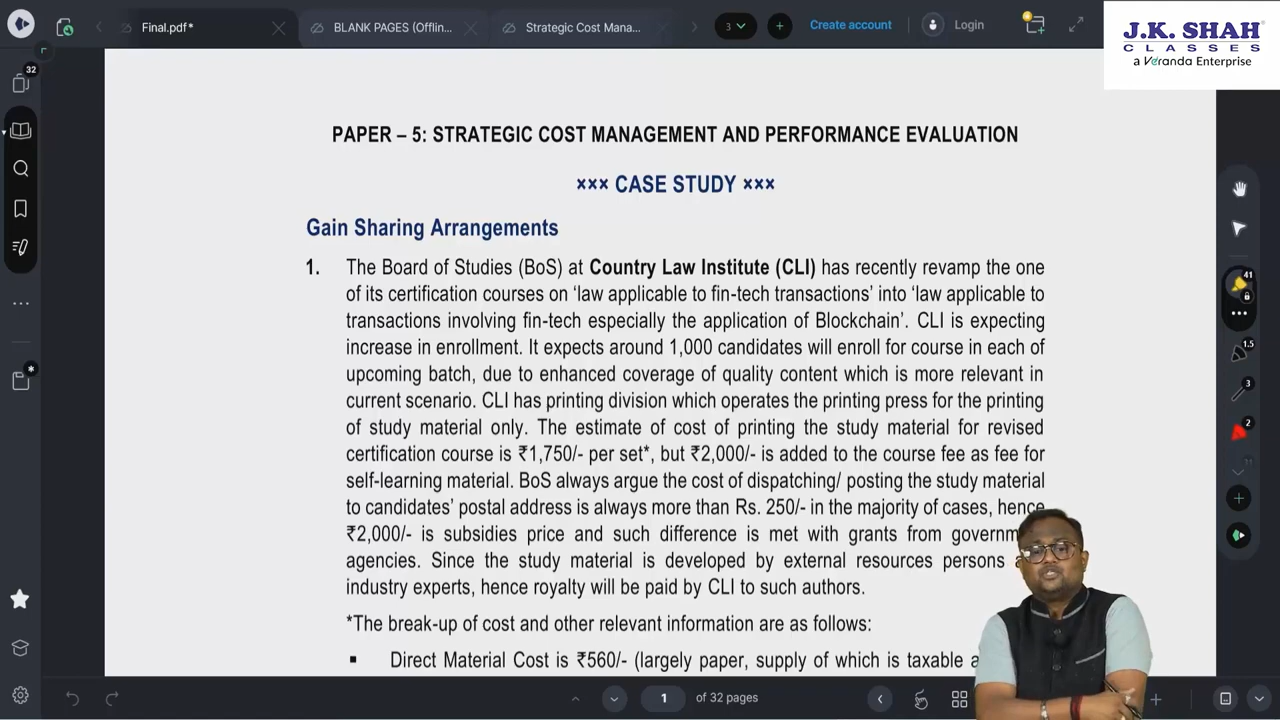 Final.pdf*
BLANK PAGES (Offlin...
Strategic Cost Mana...
3
Create account
Login
J.K. SHAH
CLASSES
a Veranda Enterprise
32
PAPER – 5: STRATEGIC COST MANAGEMENT AND PERFORMANCE EVALUATION
××× CASE STUDY ×××
Gain Sharing Arrangements
1. The Board of Studies (BoS) at Country Law Institute (CLI) has recently revamp the one
of its certification courses on ‘law applicable to fin-tech transactions’ into ‘law applicable to
transactions involving fin-tech especially the application of Blockchain’. CLI is expecting
increase in enrollment. It expects around 1,000 candidates will enroll for course in each of
upcoming batch, due to enhanced coverage of quality content which is more relevant in
current scenario. CLI has printing division which operates the printing press for the printing
of study material only. The estimate of cost of printing the study material for revised
certification course is ₹1,750/- per set*, but ₹2,000/- is added to the course fee as fee for
self-learning material. BoS always argue the cost of dispatching/ posting the study material
to candidates’ postal address is always more than Rs. 250/- in the majority of cases, hence
₹2,000/- is subsidies price and such difference is met with grants from
agencies. Since the study material is developed by external resources persons
industry experts, hence royalty will be paid by CLI to such authors.
*The break-up of cost and other relevant information are as follows:
▪ Direct Material Cost is ₹560/- (largely paper, supply of which is taxable
41
1.5
3
2
1
of 32 pages